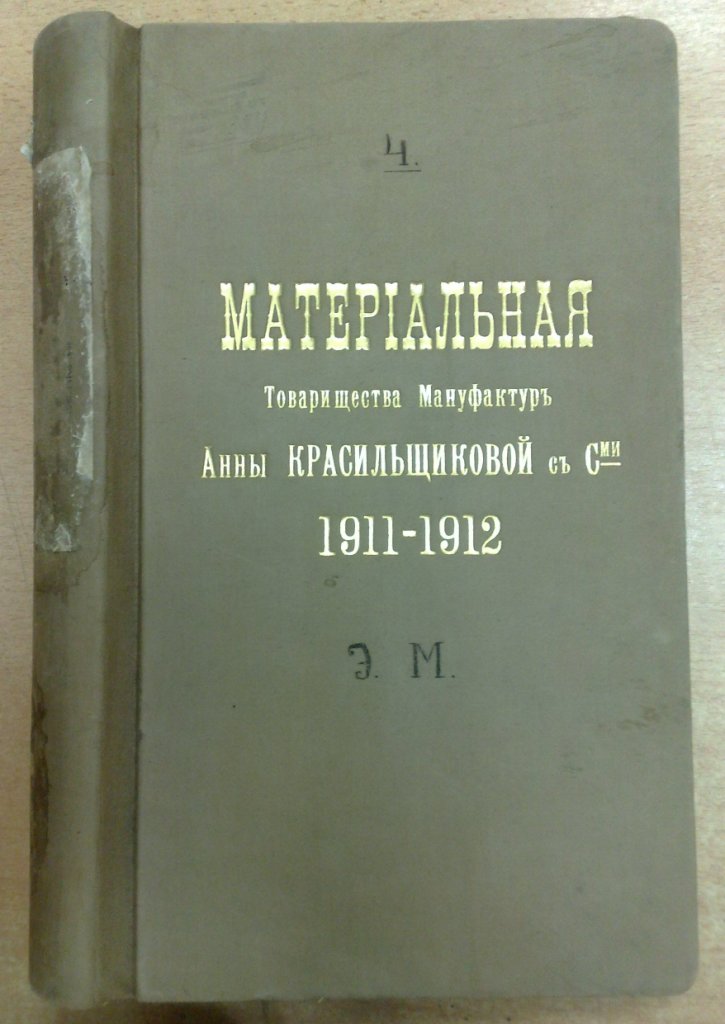 4.
МАТЕРІАЛЬНАЯ
Товарищества Мануфактуръ
Анны КРАСИЛЬЩИКОВОЙ съ Сми
1911-1912
Э. М.